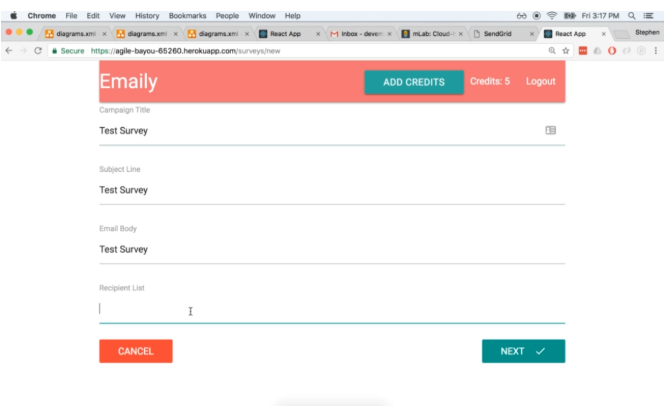 Chrome File Edit View History Bookmarks People Window Help Fri 3:17 PM
diagrams.xml diagrams.xml diagrams.xml React App Inbox - devem mLab: Cloud- SendGrid React App Stephen
Secure https://agile-bayou-65260.herokuapp.com/surveys/new
Emaily ADD CREDITS Credits: 5 Logout
Campaign Title
Test Survey
Subject Line
Test Survey
Email Body
Test Survey
Recipient List
CANCEL NEXT